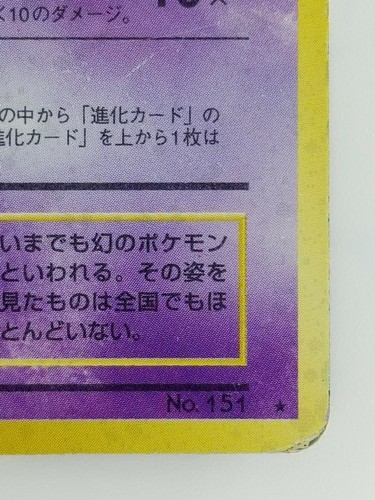 く10のダメージ。
の中から「進化カード」の
進化カード」を上から1枚は
いまでも幻のポケモン
といわれる。その姿を
見たものは全国でもほ
とんどいない。
No. 151 ★